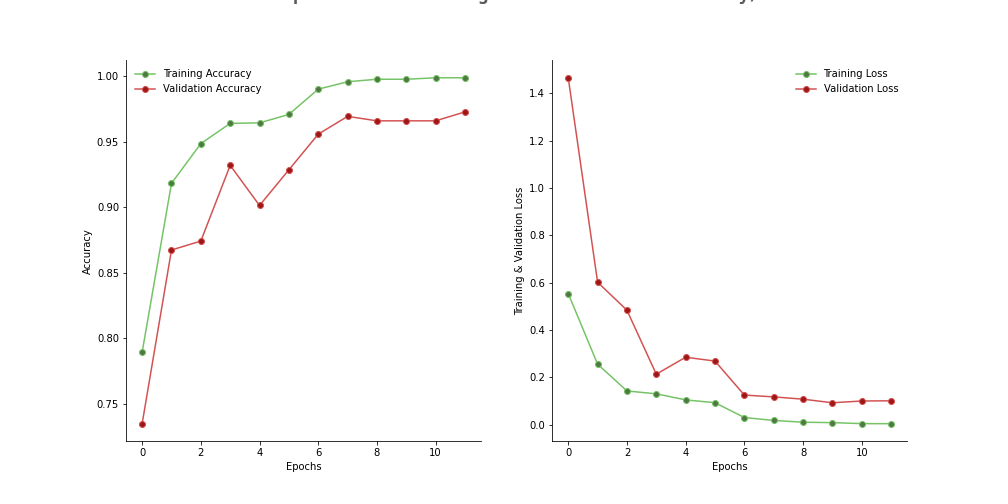 Training Accuracy
Validation Accuracy
1.00
0.95
0.90
0.85
0.80
0.75
Accuracy
0 2 4 6 8 10
Epochs
Training Loss
Validation Loss
1.4
1.2
1.0
0.8
0.6
0.4
0.2
0.0
Training & Validation Loss
0 2 4 6 8 10
Epochs